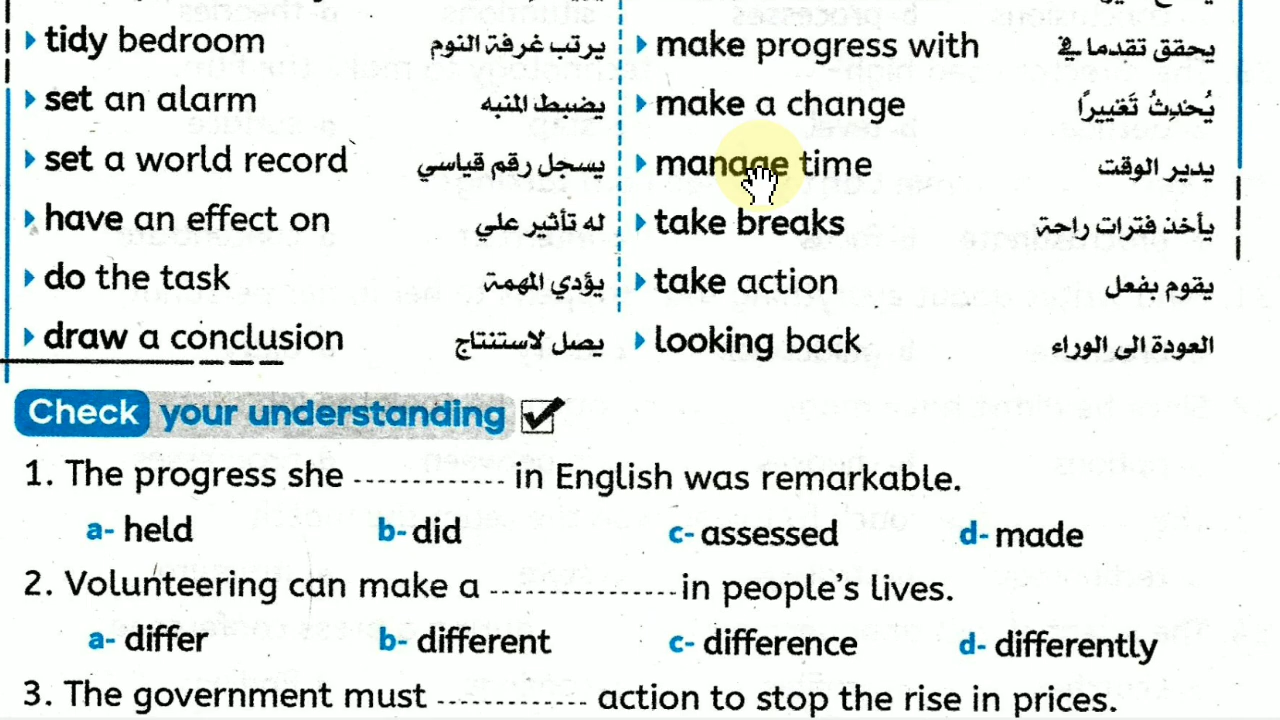 tidy bedroom يرتب غرفة النوم
set an alarm يضبط المنبه
set a world record يسجل رقم قياسي
have an effect on له تأثير علي
do the task يؤدي المهمة
draw a conclusion يصل لاستنتاج
make progress with يحقق تقدما في
make a change يُحْدِثُ تَغييرًا
manage time يدير الوقت
take breaks يأخذ فترات راحة
take action يقوم بفعل
looking back العودة الى الوراء
Check your understanding
1. The progress she ............ in English was remarkable.
a- held b- did c- assessed d- made
2. Volunteering can make a ............... in people's lives.
a- differ b- different c- difference d- differently
3. The government must ............ action to stop the rise in prices.